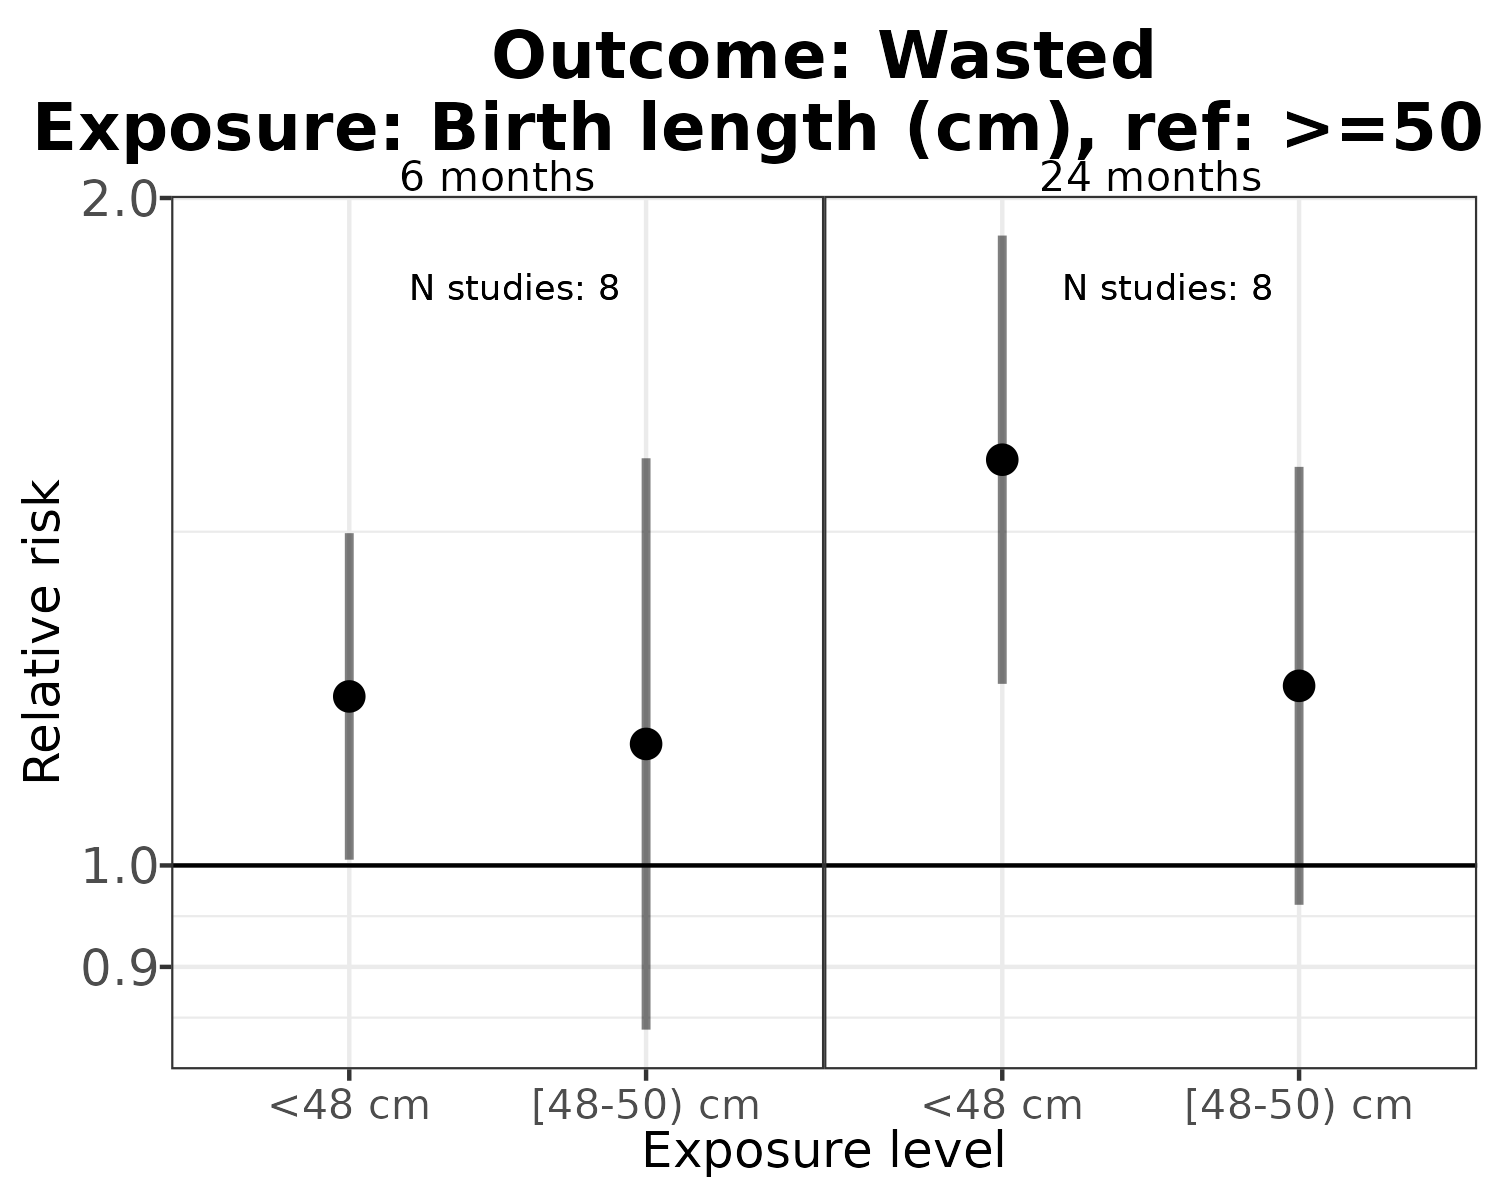 Outcome: Wasted
Exposure: Birth length (cm), ref: >=50
6 months
24 months
2.0
N studies: 8
N studies: 8
Relative risk
1.0
0.9
<48 cm
[48-50) cm
<48 cm
[48-50) cm
Exposure level